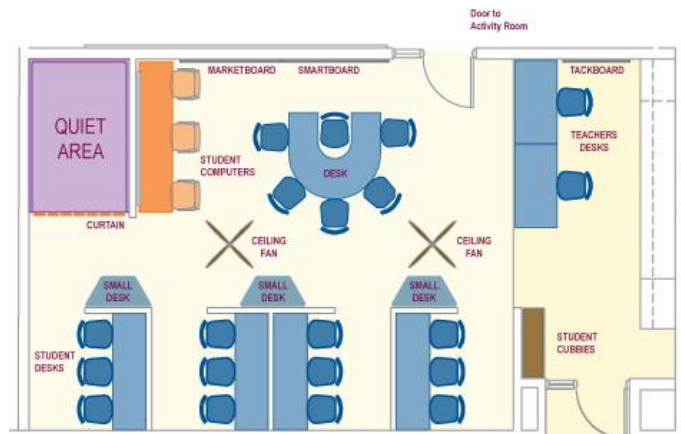 Door to
Activity Room
MARKETBOARD
SMARTBOARD
TACKBOARD
QUIET
AREA
TEACHERS
DESKS
STUDENT
COMPUTERS
DESK
CURTAIN
CEILING
FAN
CEILING
FAN
SMALL
DESK
SMALL
DESK
SMALL
DESK
STUDENT
DESKS
STUDENT
CUBBIES